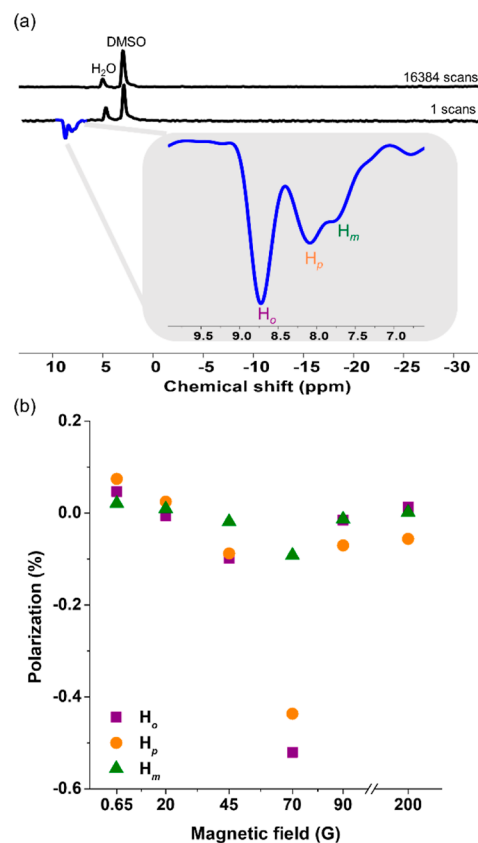 (a)
DMSO
H₂O
16384 scans
1 scans
Hₘ
Hₚ
Hₒ
9.5 9.0 8.5 8.0 7.5 7.0
10 5 0 -5 -10 -15 -20 -25 -30
Chemical shift (ppm)
(b)
0.2
0.0
-0.2
-0.4
-0.6
Polarization (%)
Hₒ
Hₚ
Hₘ
0.65 20 45 70 90 200
Magnetic field (G)